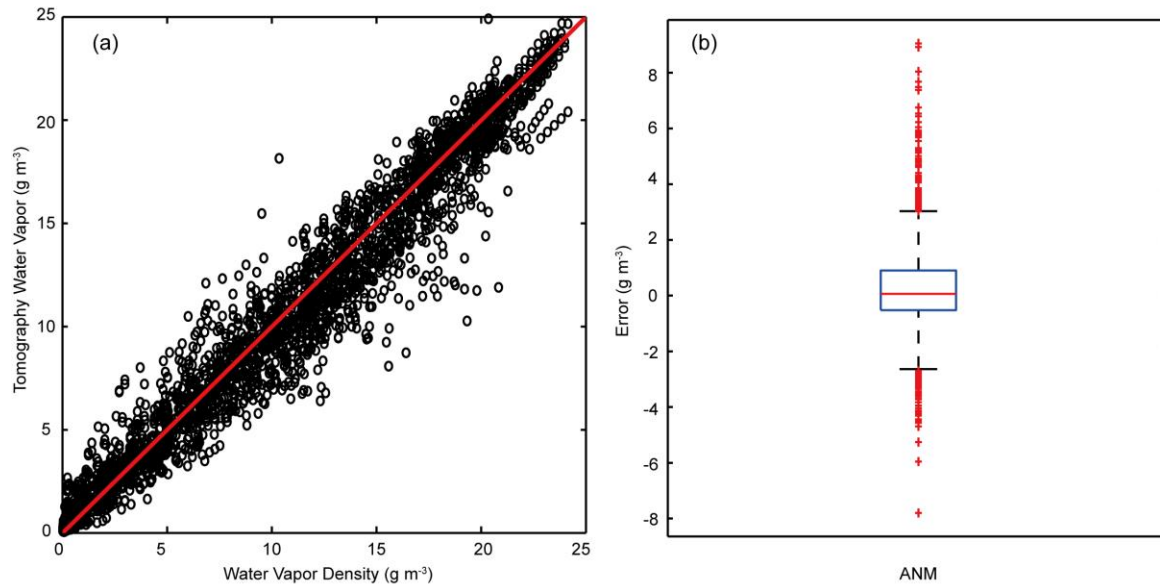 (a)
25
20
15
10
5
0
Tomography Water Vapor (g m⁻³)
0 5 10 15 20 25
Water Vapor Density (g m⁻³)
(b)
8
6
4
2
0
-2
-4
-6
-8
Error (g m⁻³)
ANM